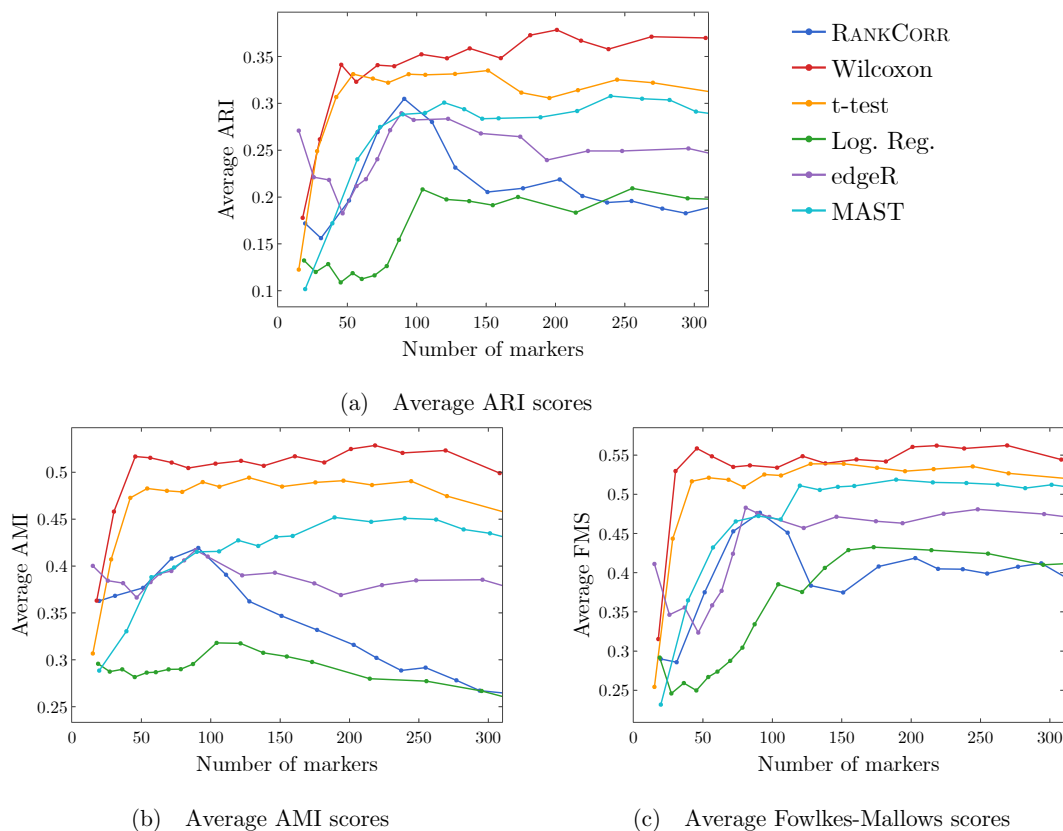 0.35
0.3
0.25
0.2
0.15
0.1
Average ARI
0 50 100 150 200 250 300
Number of markers
RANKCORR
Wilcoxon
t-test
Log. Reg.
edgeR
MAST
(a) Average ARI scores
0.5
0.45
0.4
0.35
0.3
0.25
Average AMI
0 50 100 150 200 250 300
Number of markers
(b) Average AMI scores
0.55
0.5
0.45
0.4
0.35
0.3
0.25
Average FMS
0 50 100 150 200 250 300
Number of markers
(c) Average Fowlkes-Mallows scores